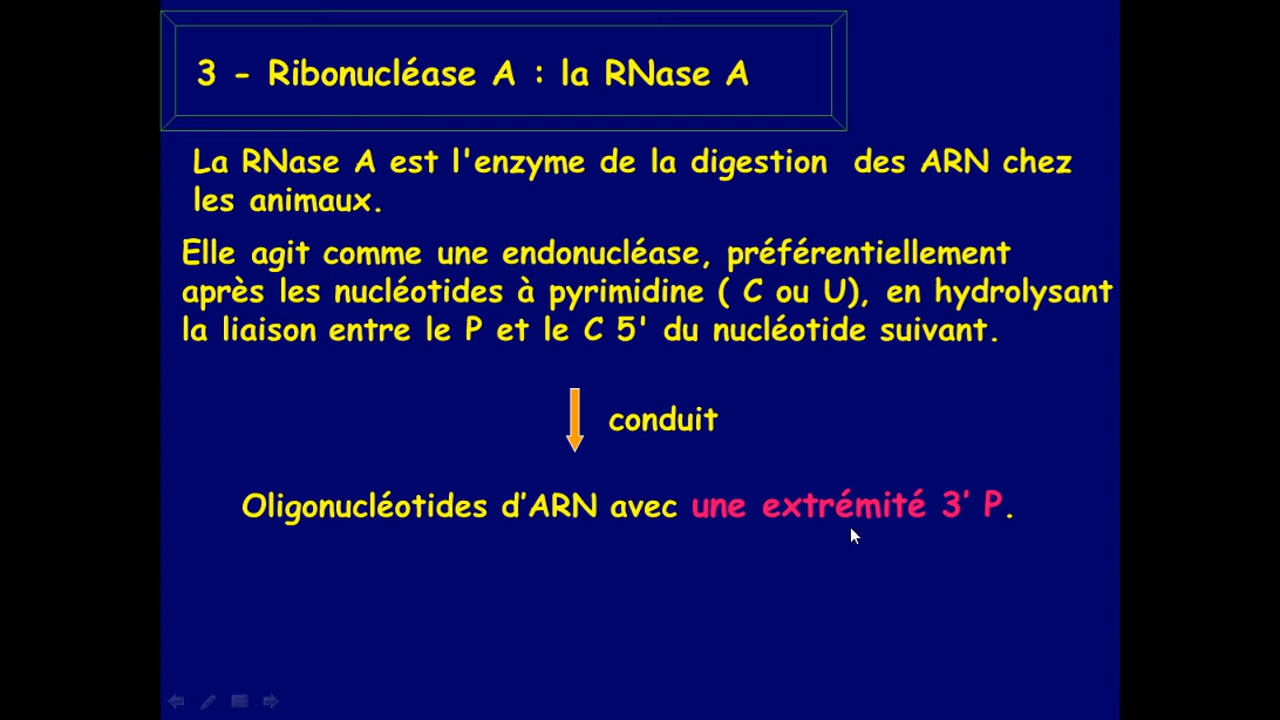 3 - Ribonucléase A : la RNase A
La RNase A est l'enzyme de la digestion des ARN chez
les animaux.
Elle agit comme une endonucléase, préférentiellement
après les nucléotides à pyrimidine ( C ou U), en hydrolysant
la liaison entre le P et le C 5' du nucléotide suivant.
conduit
Oligonucléotides d’ARN avec une extrémité 3’ P.